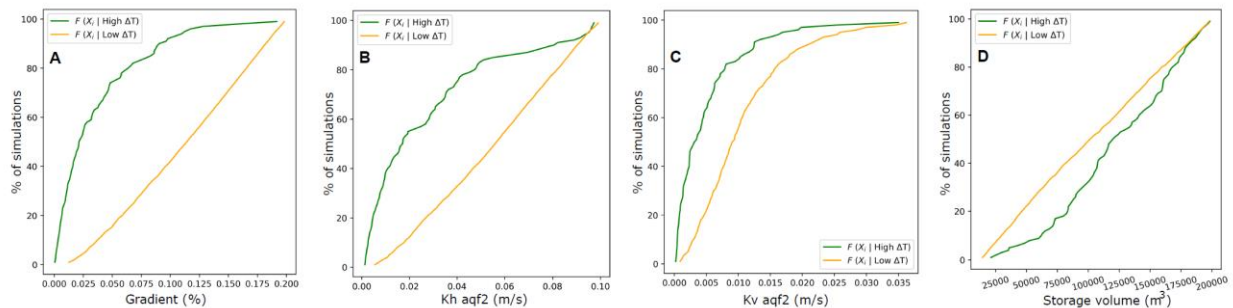 A
F (Xi | High ΔT)
F (Xi | Low ΔT)
% of simulations
100
80
60
40
20
0
0.000 0.025 0.050 0.075 0.100 0.125 0.150 0.175 0.200
Gradient (%)
B
F (Xi | High ΔT)
F (Xi | Low ΔT)
% of simulations
100
80
60
40
20
0
0.00 0.02 0.04 0.06 0.08 0.10
Kh aqf2 (m/s)
C
F (Xi | High ΔT)
F (Xi | Low ΔT)
% of simulations
100
80
60
40
20
0
0.000 0.005 0.010 0.015 0.020 0.025 0.030 0.035
Kv aqf2 (m/s)
D
F (Xi | High ΔT)
F (Xi | Low ΔT)
% of simulations
100
80
60
40
20
0
25000 50000 75000 100000 125000 150000 175000 200000
Storage volume (m³)